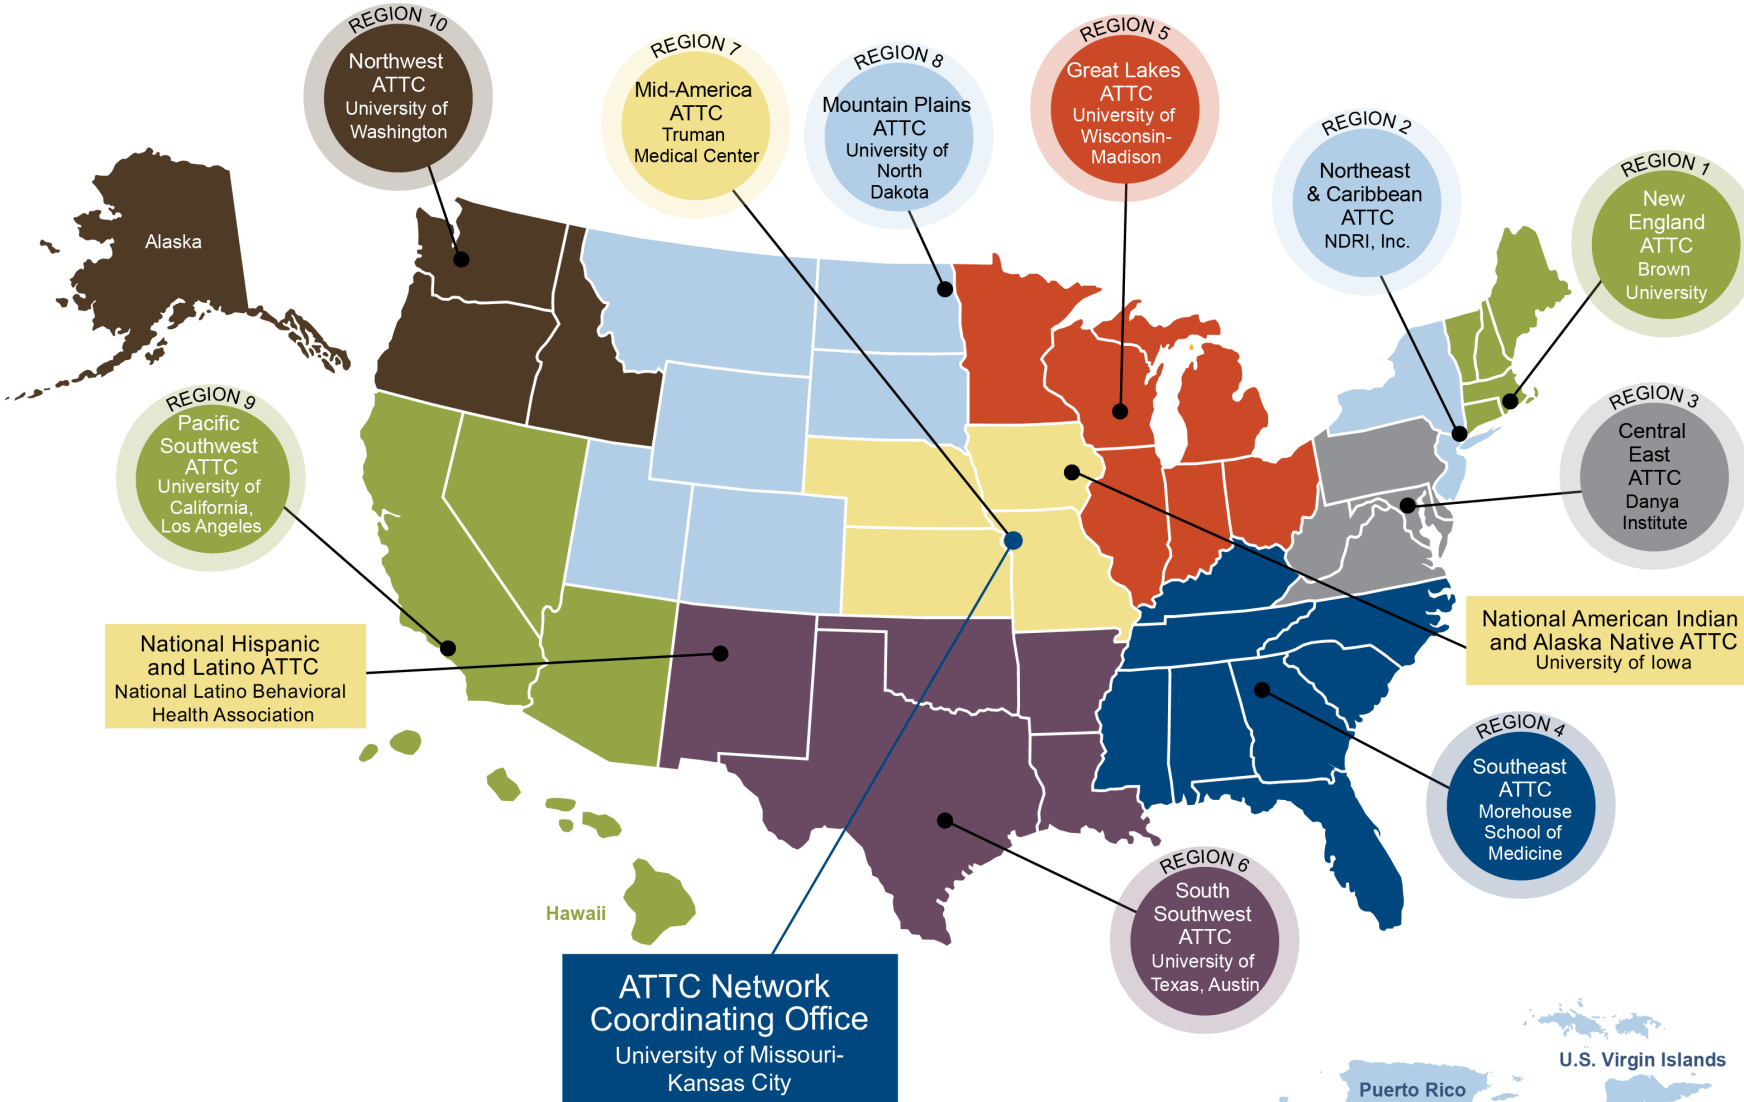 REGION 10
Northwest
ATTC
University of
Washington
REGION 7
Mid-America
ATTC
Truman
Medical Center
REGION 8
Mountain Plains
ATTC
University of
North
Dakota
REGION 5
Great Lakes
ATTC
University of
Wisconsin-
Madison
REGION 2
Northeast
& Caribbean
ATTC
NDRI, Inc.
REGION 1
New
England
ATTC
Brown
University
Alaska
REGION 9
Pacific
Southwest
ATTC
University of
California,
Los Angeles
REGION 3
Central
East
ATTC
Danya
Institute
National Hispanic
and Latino ATTC
National Latino Behavioral
Health Association
National American Indian
and Alaska Native ATTC
University of Iowa
REGION 4
Southeast
ATTC
Morehouse
School of
Medicine
REGION 6
South
Southwest
ATTC
University of
Texas, Austin
Hawaii
ATTC Network
Coordinating Office
University of Missouri-
Kansas City
U.S. Virgin Islands
Puerto Rico